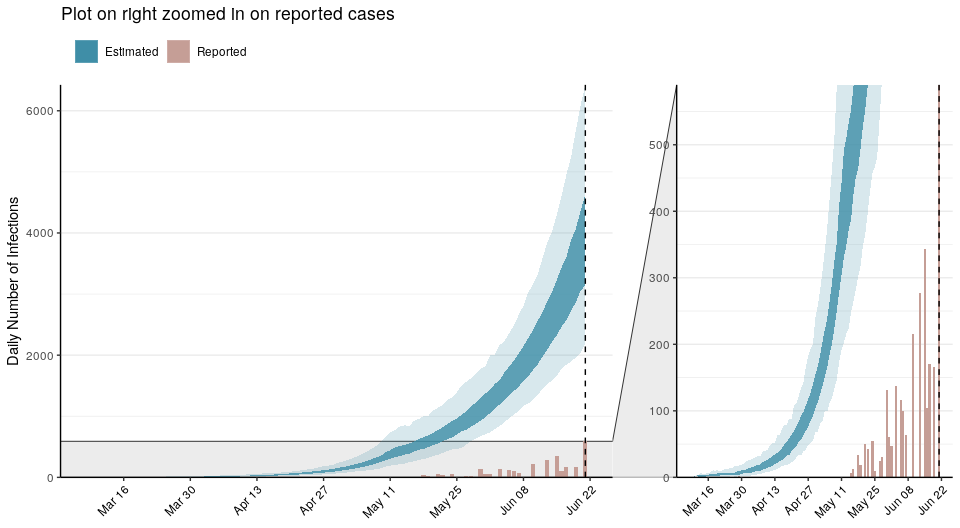 Plot on right zoomed in on reported cases
Estimated
Reported
Daily Number of Infections
6000
4000
2000
0
Mar 16
Mar 30
Apr 13
Apr 27
May 11
May 25
Jun 08
Jun 22
500
400
300
200
100
0
Mar 16
Mar 30
Apr 13
Apr 27
May 11
May 25
Jun 08
Jun 22